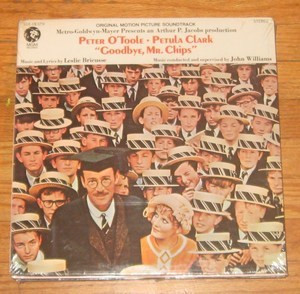 ORIGINAL MOTION PICTURE SOUNDTRACK
Metro-Goldwyn-Mayer Presents an Arthur P. Jacobs production
PETER O'TOOLE · PETULA CLARK
"GOODBYE, MR. CHIPS"
Music and Lyrics by Leslie Bricusse
Music conducted and supervised by John Williams